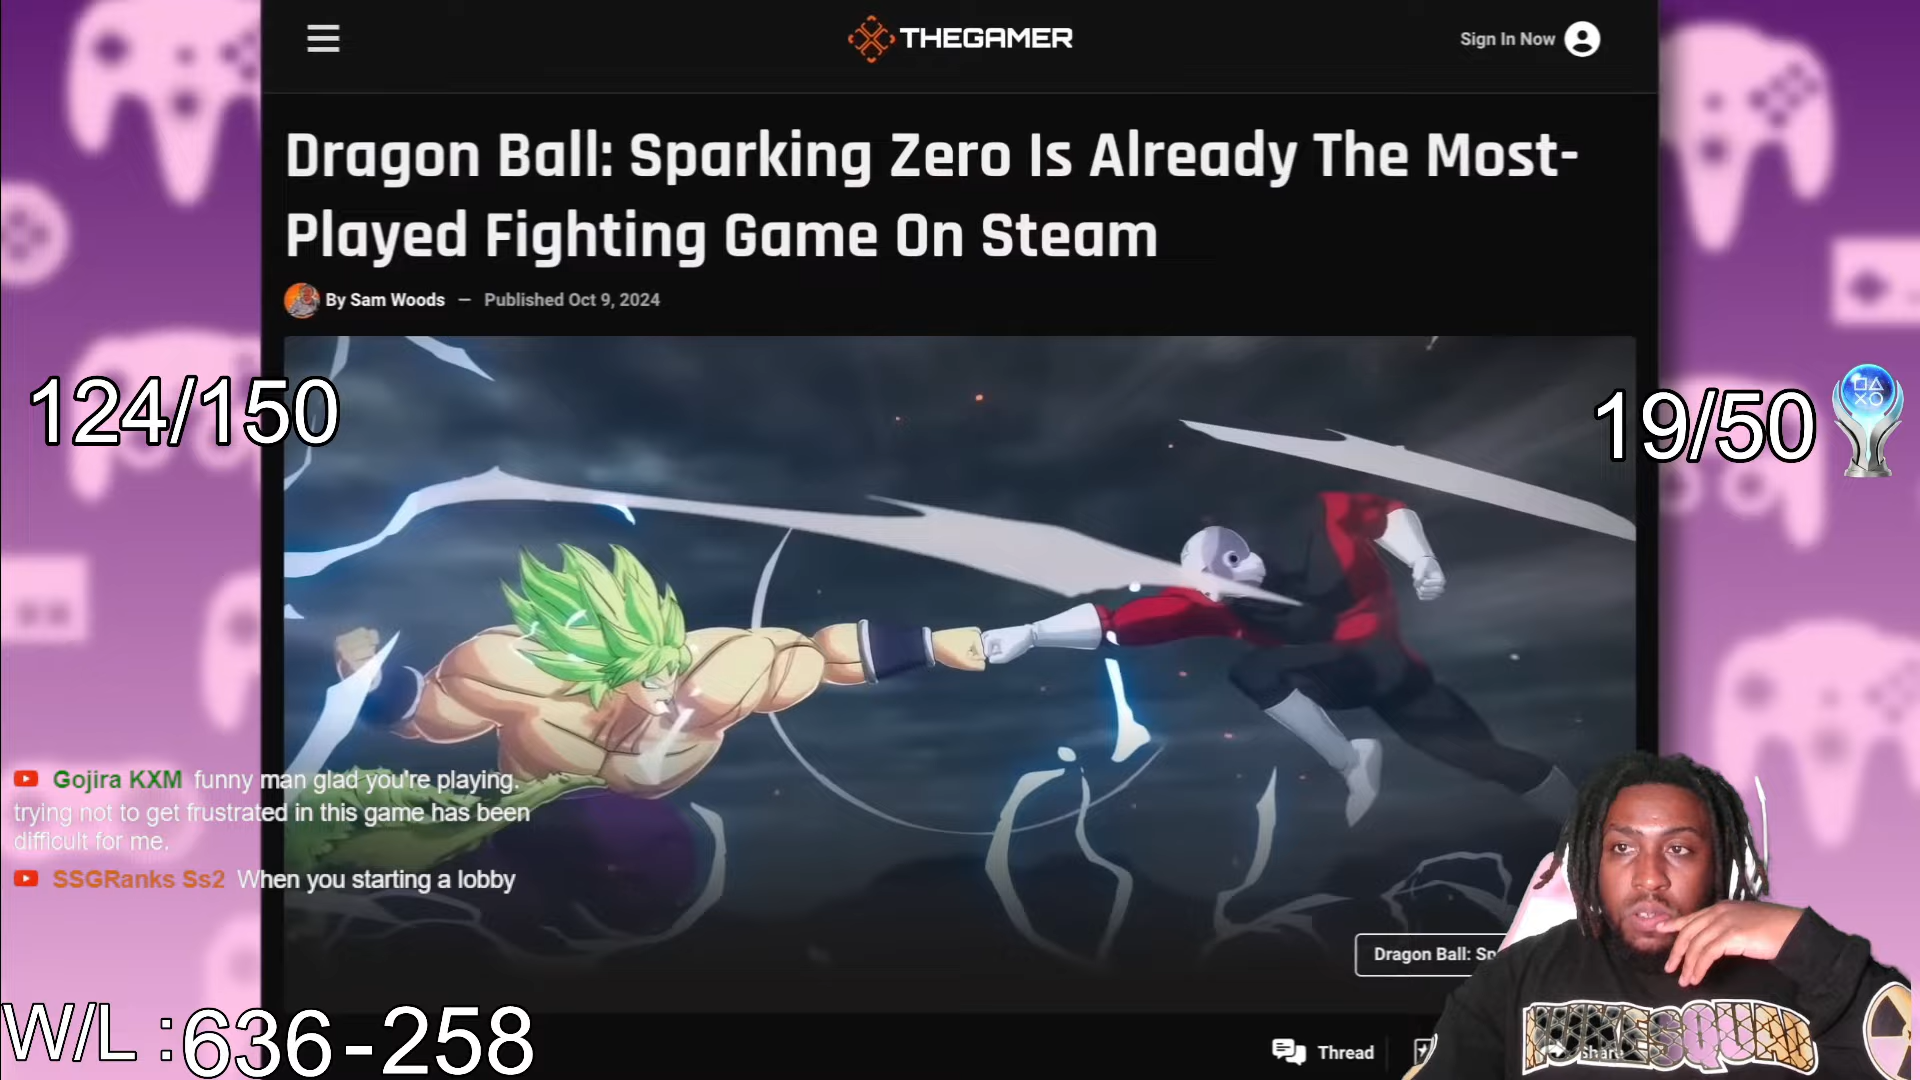 THEGAMER
Sign In Now
Dragon Ball: Sparking Zero Is Already The Most-
Played Fighting Game On Steam
By Sam Woods — Published Oct 9, 2024
124/150
19/50
Gojira KXM funny man glad you're playing.
trying not to get frustrated in this game has been
difficult for me.
SSGRanks Ss2 When you starting a lobby
Dragon Ball: Sp
W/L :636-258
Thread
Share